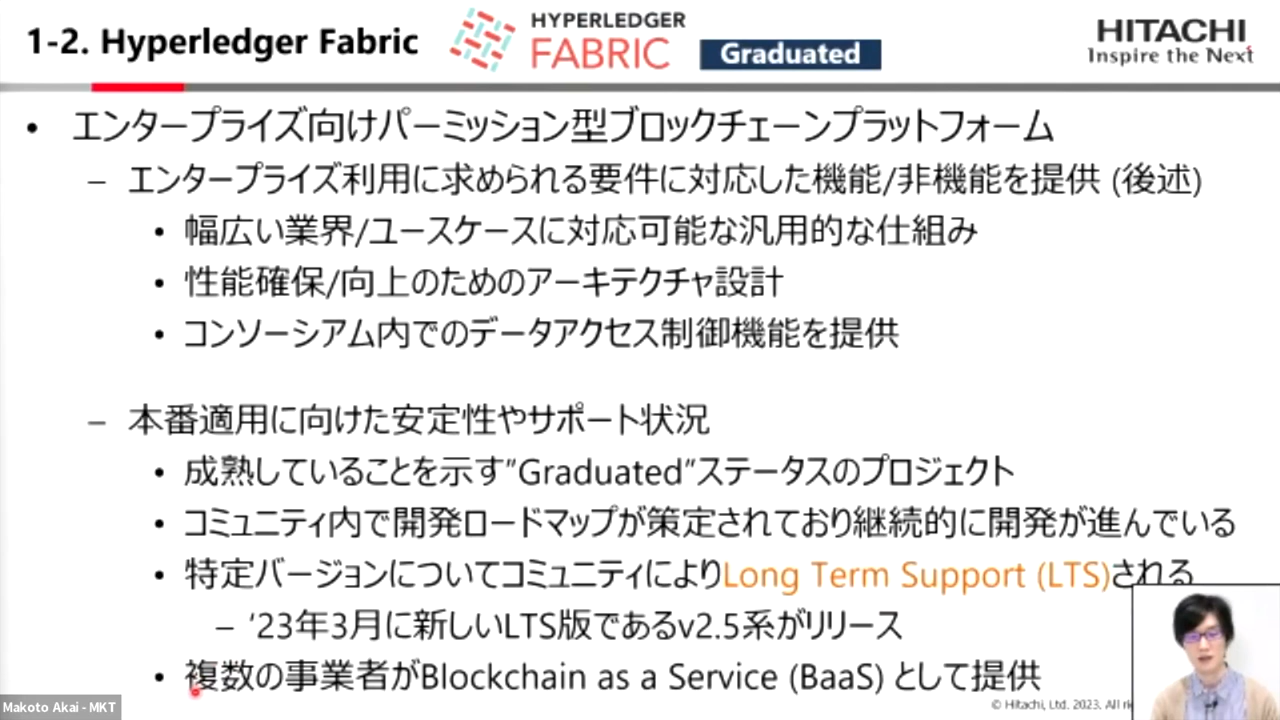 1-2. Hyperledger Fabric
HYPERLEDGER
FABRIC
Graduated
HITACHI
Inspire the Next
• エンタープライズ向けパーミッション型ブロックチェーンプラットフォーム
– エンタープライズ利用に求められる要件に対応した機能/非機能を提供 (後述)
• 幅広い業界/ユースケースに対応可能な汎用的な仕組み
• 性能確保/向上のためのアーキテクチャ設計
• コンソーシアム内でのデータアクセス制御機能を提供
– 本番適用に向けた安定性やサポート状況
• 成熟していることを示す"Graduated"ステータスのプロジェクト
• コミュニティ内で開発ロードマップが策定されており継続的に開発が進んでいる
• 特定バージョンについてコミュニティによりLong Term Support (LTS)される
– '23年3月に新しいLTS版であるv2.5系がリリース
• 複数の事業者がBlockchain as a Service (BaaS) として提供
© Hitachi, Ltd. 2023. All
Makoto Akai - MKT